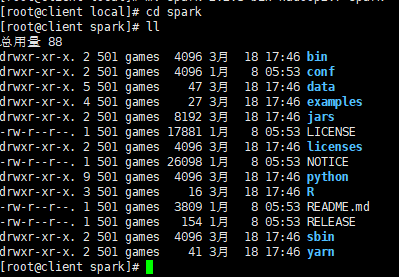 [root@client local]# cd spark
[root@client spark]# ll
总用量 88
drwxr-xr-x. 2 501 games 4096 3月 18 17:46 bin
drwxr-xr-x. 2 501 games 4096 1月 8 05:53 conf
drwxr-xr-x. 5 501 games 47 3月 18 17:46 data
drwxr-xr-x. 4 501 games 27 3月 18 17:46 examples
drwxr-xr-x. 2 501 games 8192 3月 18 17:46 jars
-rw-r--r--. 1 501 games 17881 1月 8 05:53 LICENSE
drwxr-xr-x. 2 501 games 4096 3月 18 17:46 licenses
-rw-r--r--. 1 501 games 26098 1月 8 05:53 NOTICE
drwxr-xr-x. 9 501 games 4096 3月 18 17:46 python
drwxr-xr-x. 3 501 games 16 3月 18 17:46 R
-rw-r--r--. 1 501 games 3809 1月 8 05:53 README.md
-rw-r--r--. 1 501 games 154 1月 8 05:53 RELEASE
drwxr-xr-x. 2 501 games 4096 3月 18 17:46 sbin
drwxr-xr-x. 2 501 games 41 3月 18 17:46 yarn
[root@client spark]#